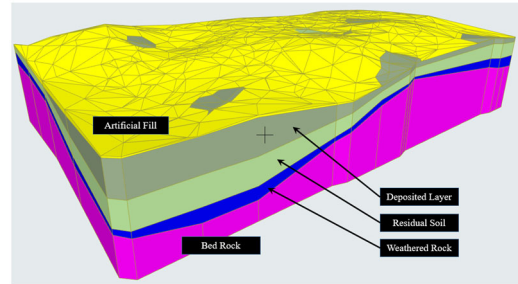 Artificial Fill
Deposited Layer
Residual Soil
Weathered Rock
Bed Rock